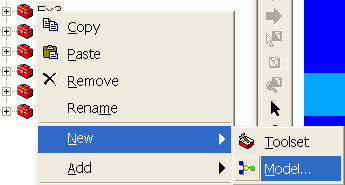 Ex3
Copy
Paste
Remove
Rename
New
Toolset
Add
Model...